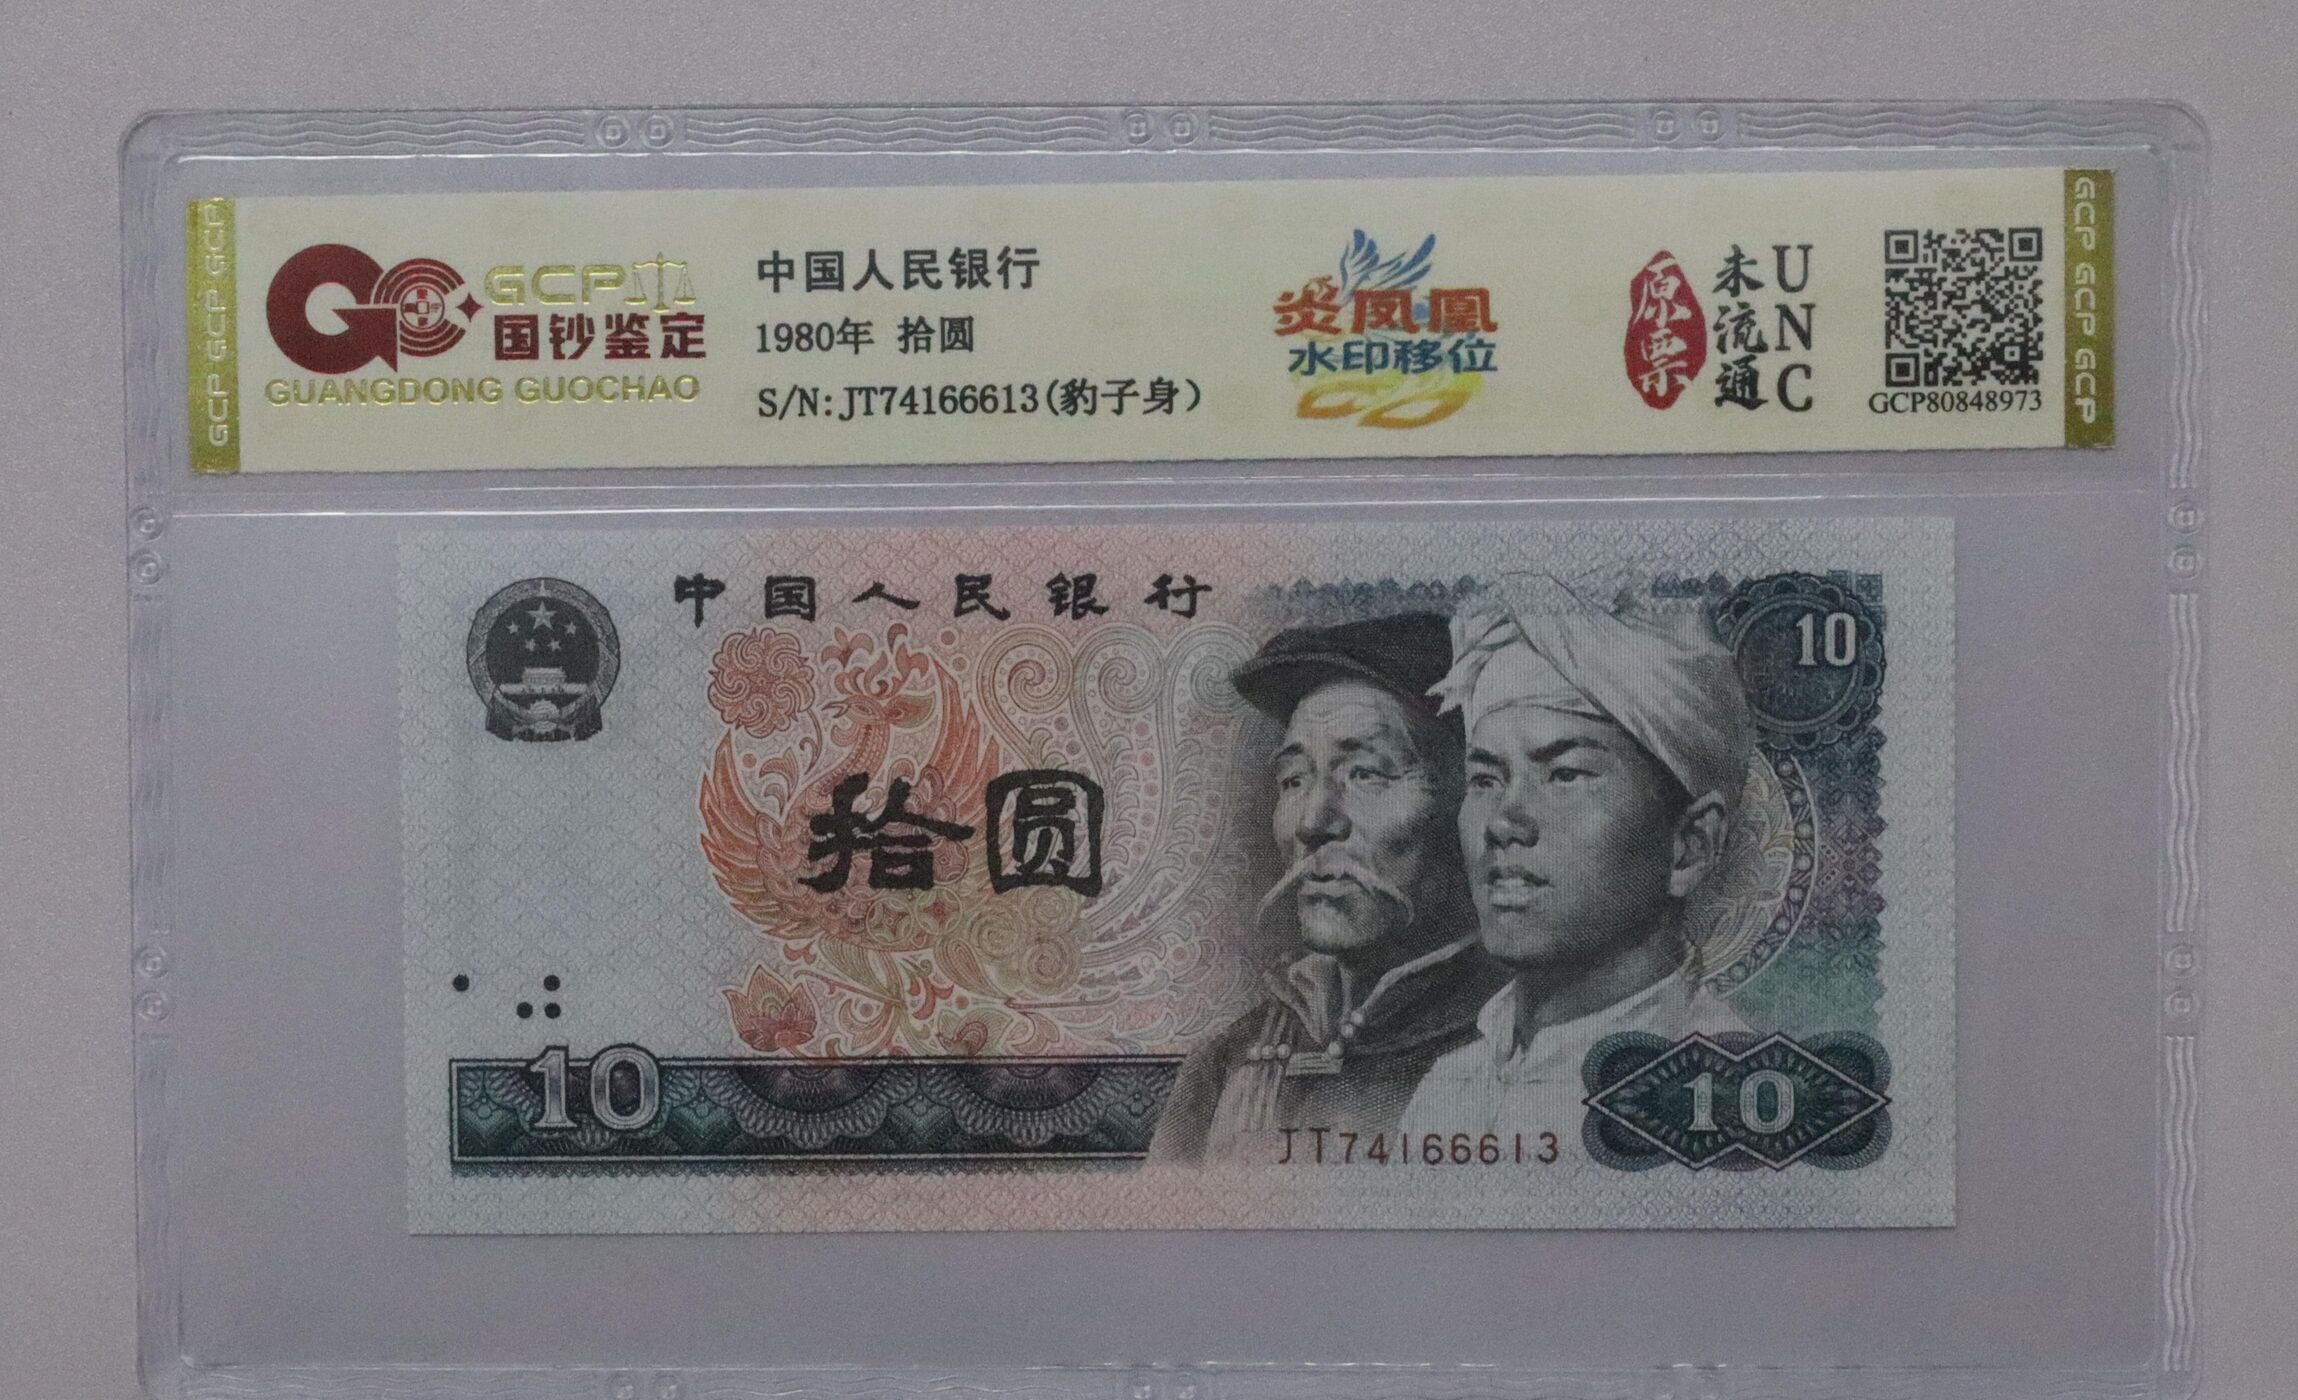 GCP
国钞鉴定
GUANGDONG GUOCHAO
中国人民银行
1980年 拾圆
S/N:JT74166613(豹子身)
炎凤凰
水印移位
原票
未流通
UNC
GCP80848973
GCP GCP GCP GCP
GCP GCP GCP GCP
中国人民银行
10
拾圆
10
10
JT74166613